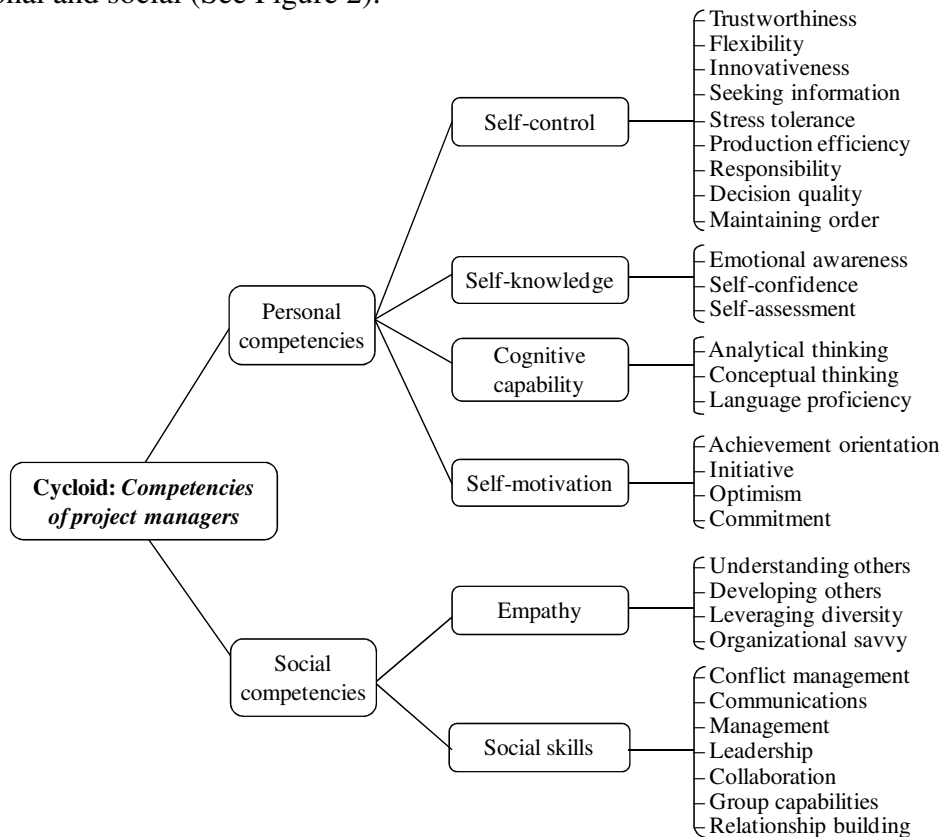 onal and social (See Figure 2).
Trustworthiness
Flexibility
Innovativeness
Seeking information
Stress tolerance
Production efficiency
Responsibility
Decision quality
Maintaining order
Self-control
Emotional awareness
Self-confidence
Self-assessment
Self-knowledge
Personal
competencies
Cognitive
capability
Analytical thinking
Conceptual thinking
Language proficiency
Achievement orientation
Initiative
Optimism
Commitment
Self-motivation
Cycloid: Competencies
of project managers
Understanding others
Developing others
Leveraging diversity
Organizational savvy
Empathy
Social
competencies
Conflict management
Communications
Management
Leadership
Collaboration
Group capabilities
Relationship building
Social skills